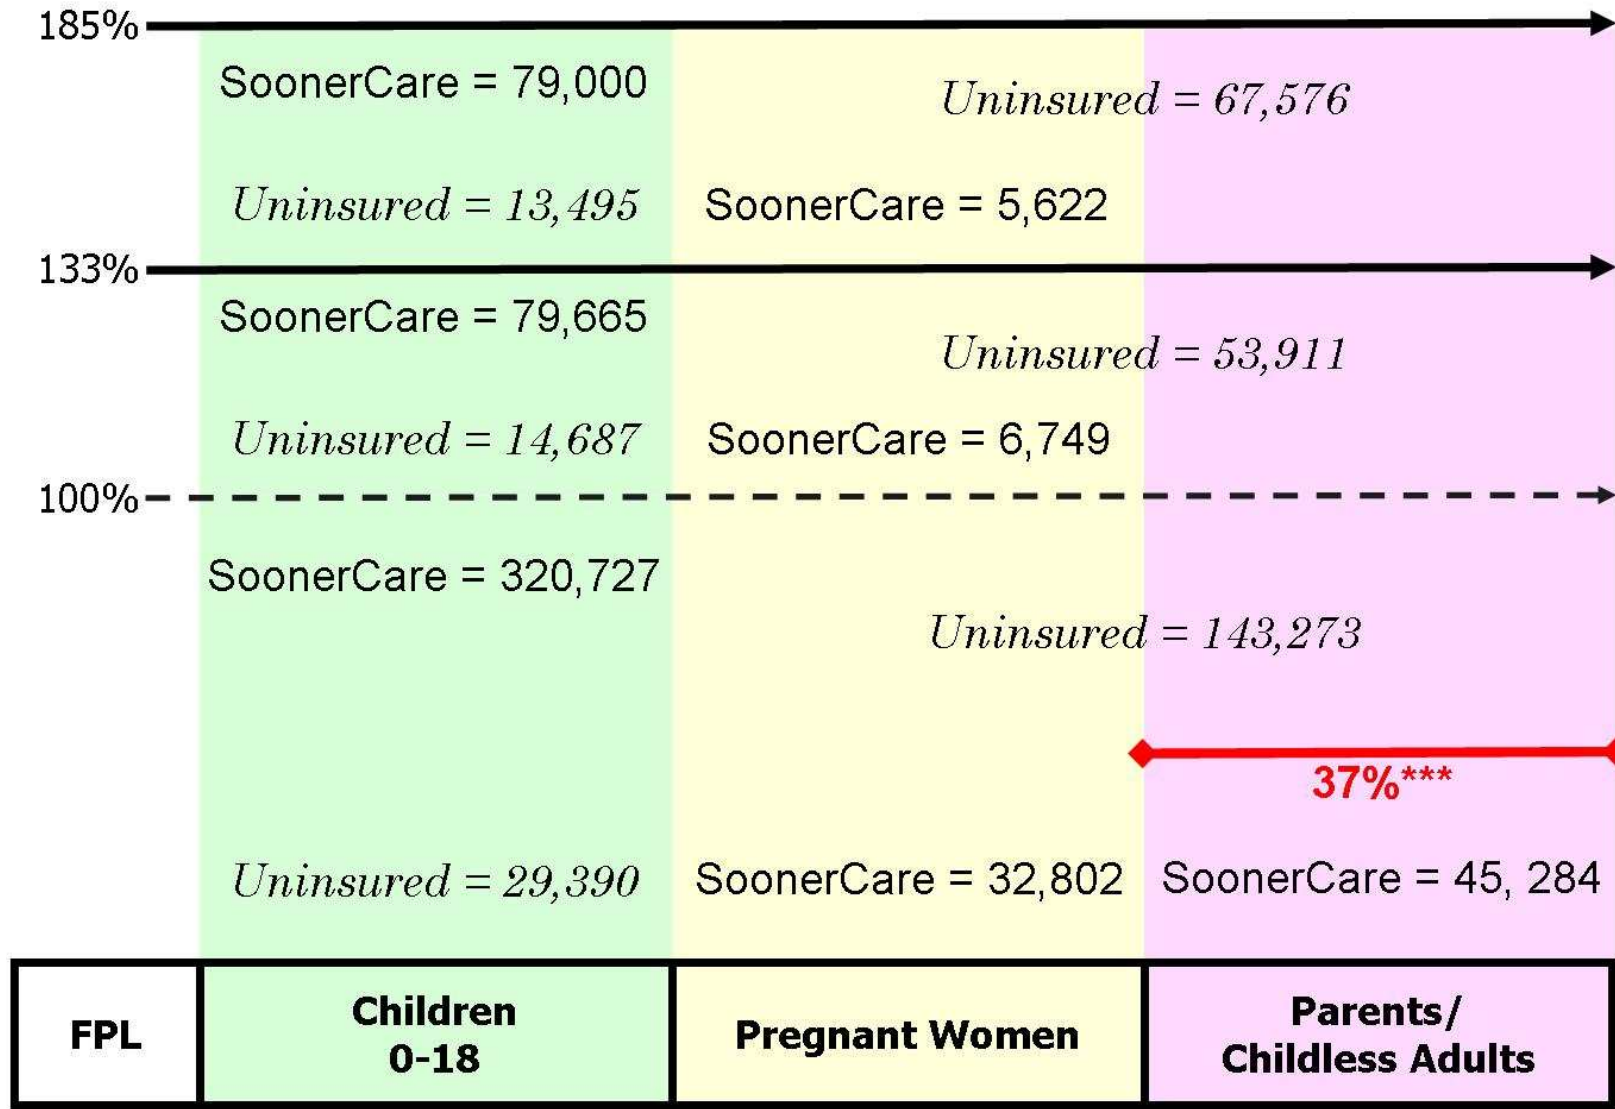 185%
SoonerCare = 79,000
Uninsured = 67,576
Uninsured = 13,495
SoonerCare = 5,622
133%
SoonerCare = 79,665
Uninsured = 53,911
Uninsured = 14,687
SoonerCare = 6,749
100%
SoonerCare = 320,727
Uninsured = 143,273
37%***
Uninsured = 29,390
SoonerCare = 32,802
SoonerCare = 45, 284
FPL
Children
0-18
Pregnant Women
Parents/
Childless Adults